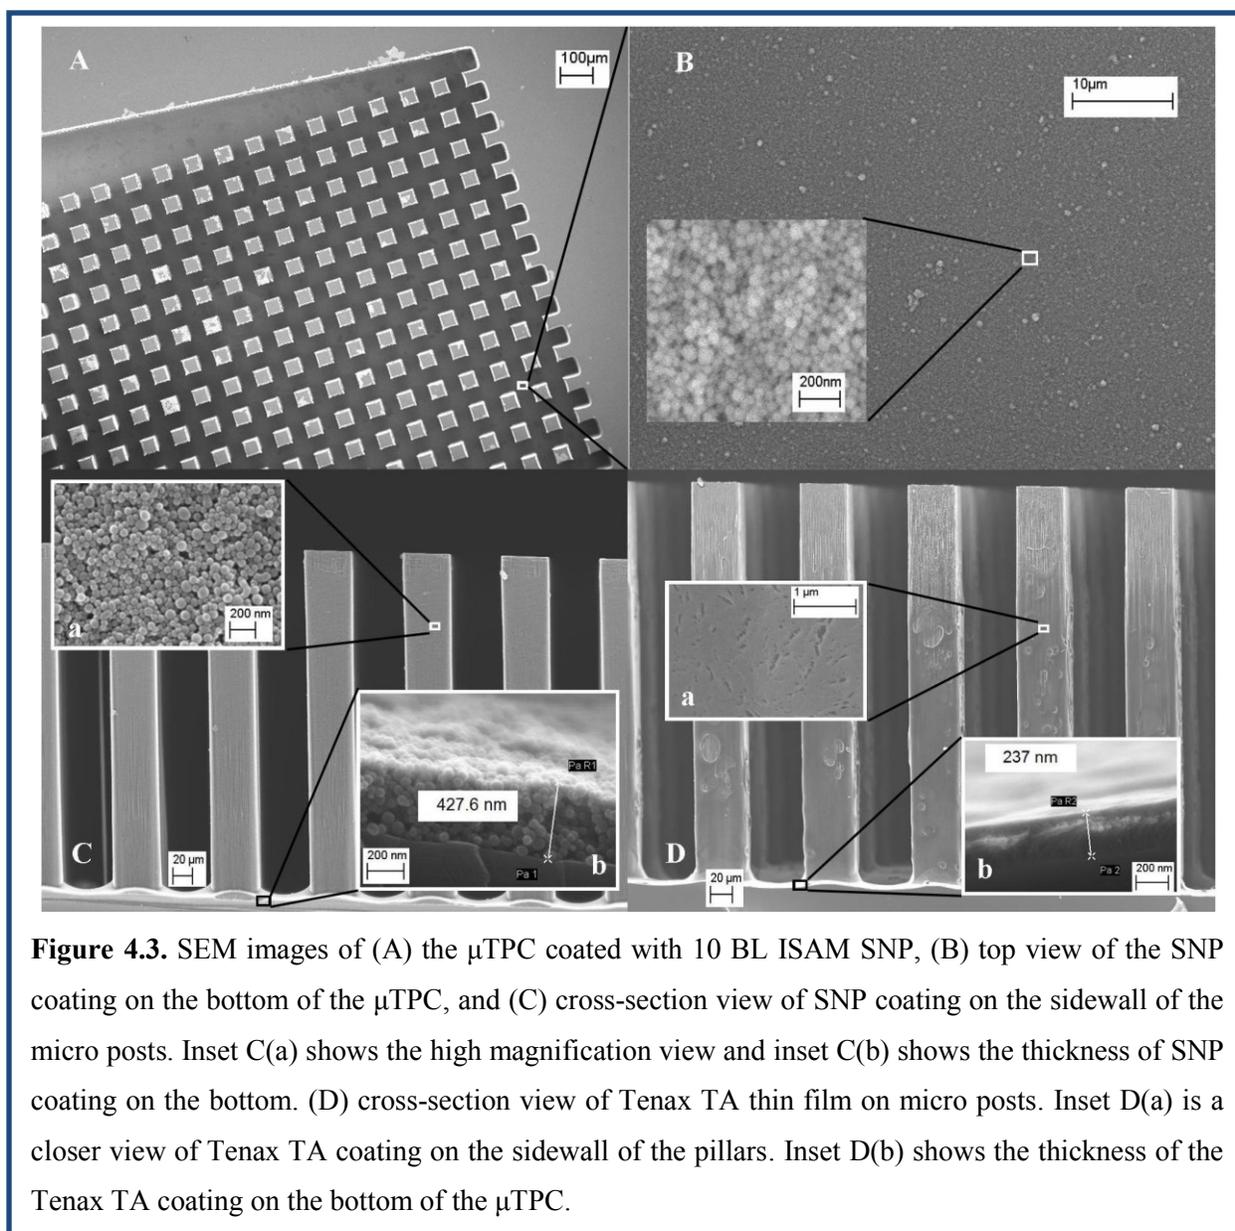 A
100µm
B
10µm
200nm
200 nm
a
1 µm
a
427.6 nm
Pa R1
200 nm
Pa 1
b
C
20 µm
237 nm
Pa R2
b
Pa 2
200 nm
D
20 µm
Figure 4.3. SEM images of (A) the µTPC coated with 10 BL ISAM SNP, (B) top view of the SNP
coating on the bottom of the µTPC, and (C) cross-section view of SNP coating on the sidewall of the
micro posts. Inset C(a) shows the high magnification view and inset C(b) shows the thickness of SNP
coating on the bottom. (D) cross-section view of Tenax TA thin film on micro posts. Inset D(a) is a
closer view of Tenax TA coating on the sidewall of the pillars. Inset D(b) shows the thickness of the
Tenax TA coating on the bottom of the µTPC.